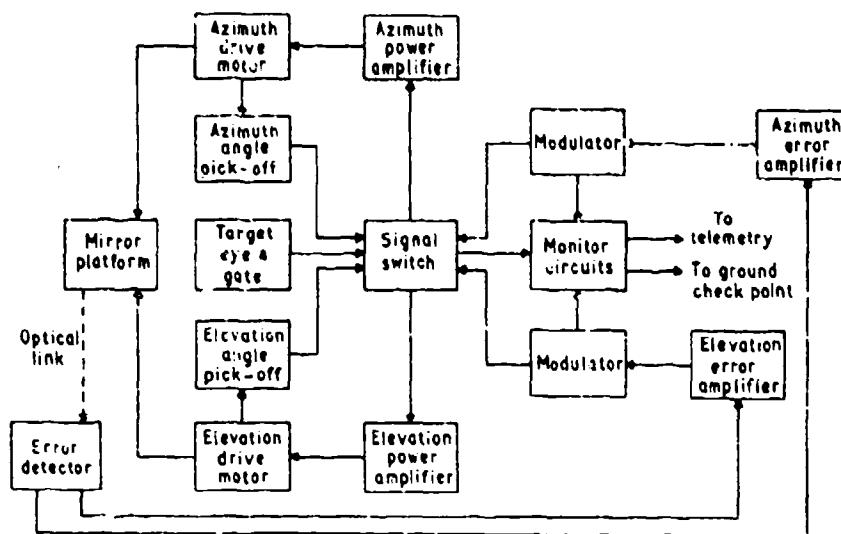 Azimuth
drive
motor
Azimuth
power
amplifier
Azimuth
angle
pick-off
Modulator
Azimuth
error
amplifier
Mirror
platform
Target
eye &
gate
Signal
switch
Monitor
circuits
To
telemetry
To ground
check point
Optical
link
Elevation
angle
pick-off
Modulator
Elevation
error
amplifier
Error
detector
Elevation
drive
motor
Elevation
power
amplifier